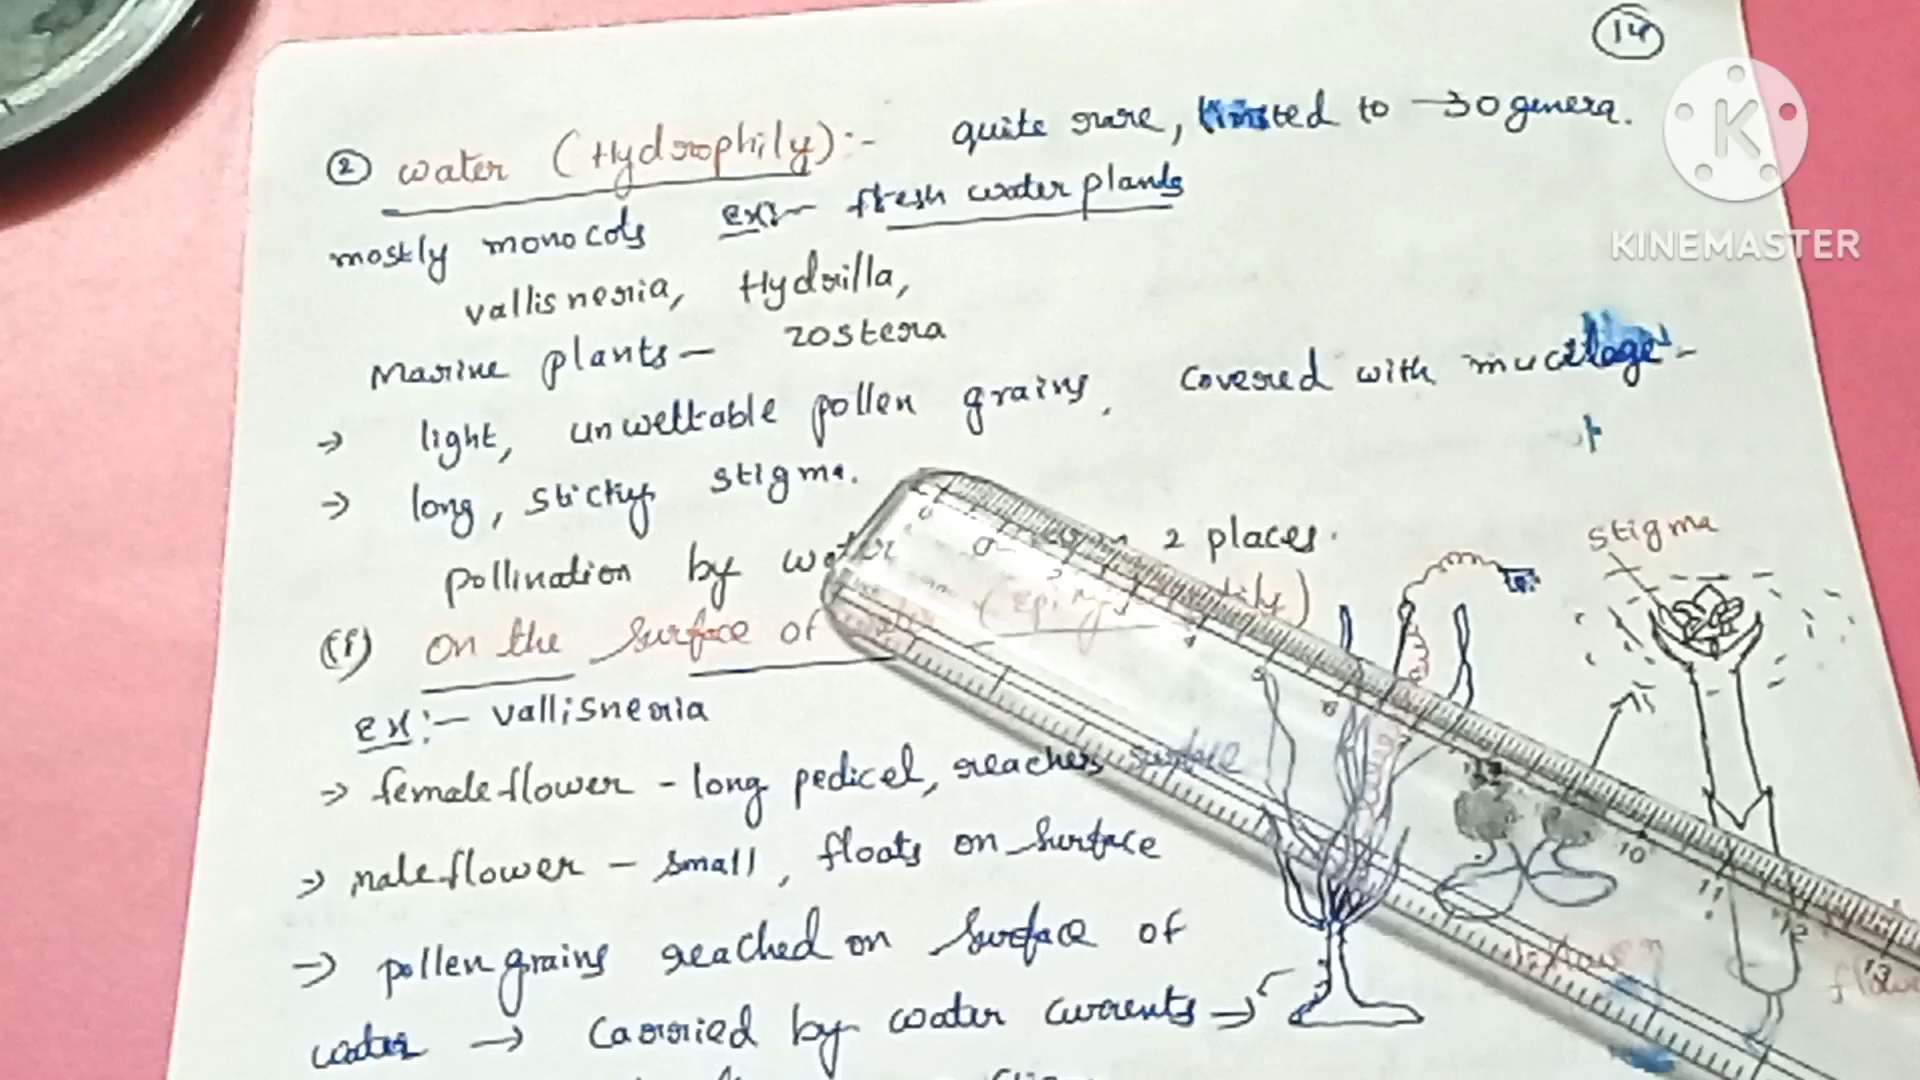 14
② water (Hydrophily):- quite rare, limited to 30 genera.
mostly monocots ex:- fresh water plants
vallisneria, Hydrilla,
Marine plants - zostera
→ light, unwettable pollen grains, covered with mucilage
→ long, sticky stigma.
pollination by water 2 places.
on the surface of
ex:- vallisneria
→ female flower - long pedicel, reaches surface
→ male flower - small, floats on surface
→ pollen grains reached on surface of
water → carried by water currents →
stigma
K
KINEMASTER